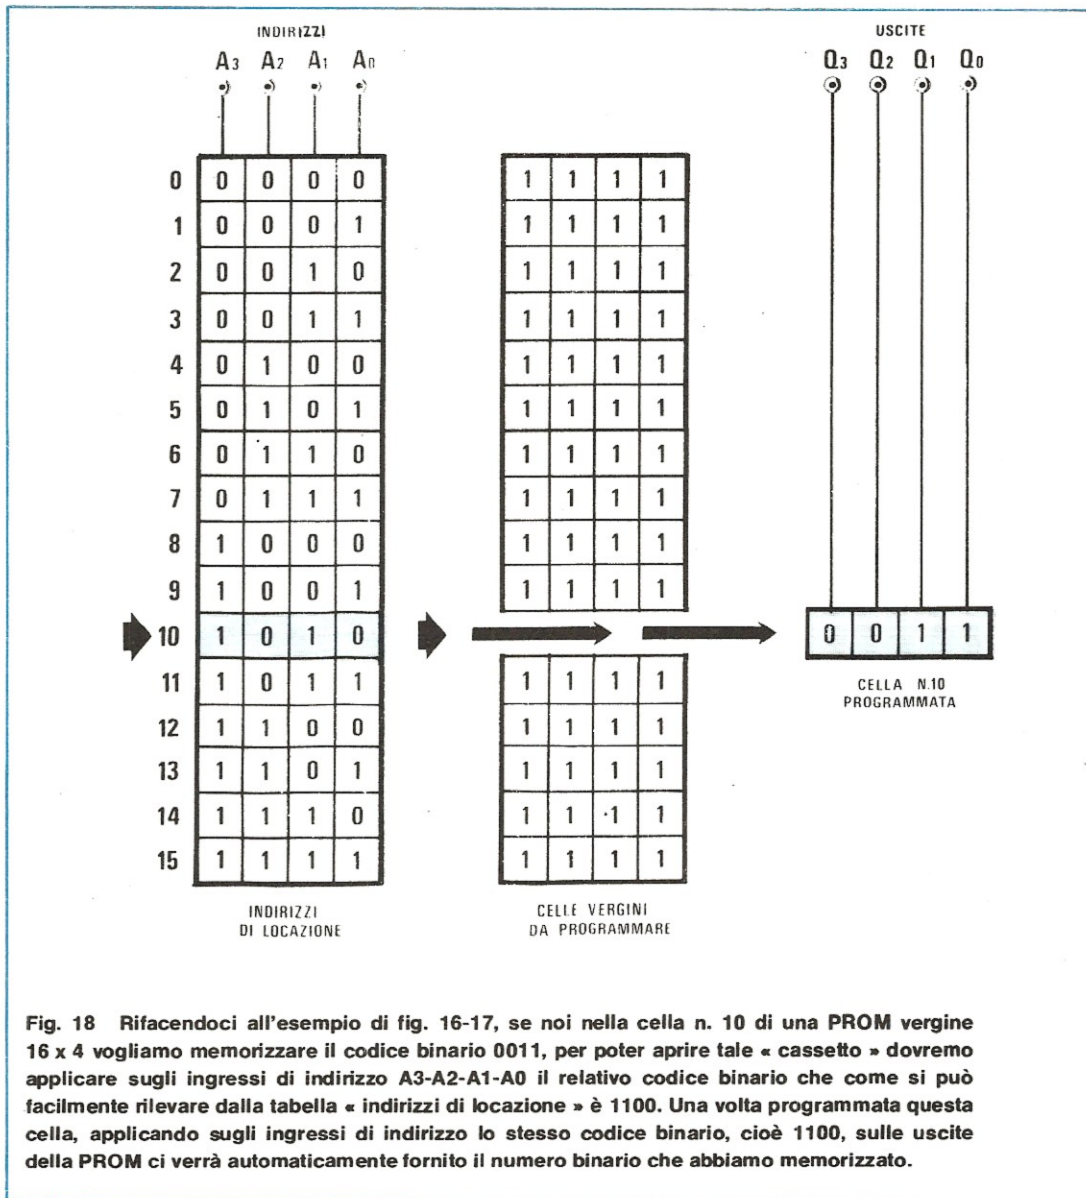 INDIRIZZI
A3 A2 A1 A0
USCITE
Q3 Q2 Q1 Q0
0 0 0 0 0 1 1 1 1
1 0 0 0 1 1 1 1 1
2 0 0 1 0 1 1 1 1
3 0 0 1 1 1 1 1 1
4 0 1 0 0 1 1 1 1
5 0 1 0 1 1 1 1 1
6 0 1 1 0 1 1 1 1
7 0 1 1 1 1 1 1 1
8 1 0 0 0 1 1 1 1
9 1 0 0 1 1 1 1 1
10 1 0 1 0 0 0 1 1
11 1 0 1 1 1 1 1 1
12 1 1 0 0 1 1 1 1
13 1 1 0 1 1 1 1 1
14 1 1 1 0 1 1 1 1
15 1 1 1 1 1 1 1 1
CELLA N.10
PROGRAMMATA
INDIRIZZI
DI LOCAZIONE
CELLE VERGINI
DA PROGRAMMARE
Fig. 18 Rifacendoci all'esempio di fig. 16-17, se noi nella cella n. 10 di una PROM vergine
16 x 4 vogliamo memorizzare il codice binario 0011, per poter aprire tale « cassetto » dovremo
applicare sugli ingressi di indirizzo A3-A2-A1-A0 il relativo codice binario che come si può
facilmente rilevare dalla tabella « indirizzi di locazione » è 1100. Una volta programmata questa
cella, applicando sugli ingressi di indirizzo lo stesso codice binario, cioè 1100, sulle uscite
della PROM ci verrà automaticamente fornito il numero binario che abbiamo memorizzato.